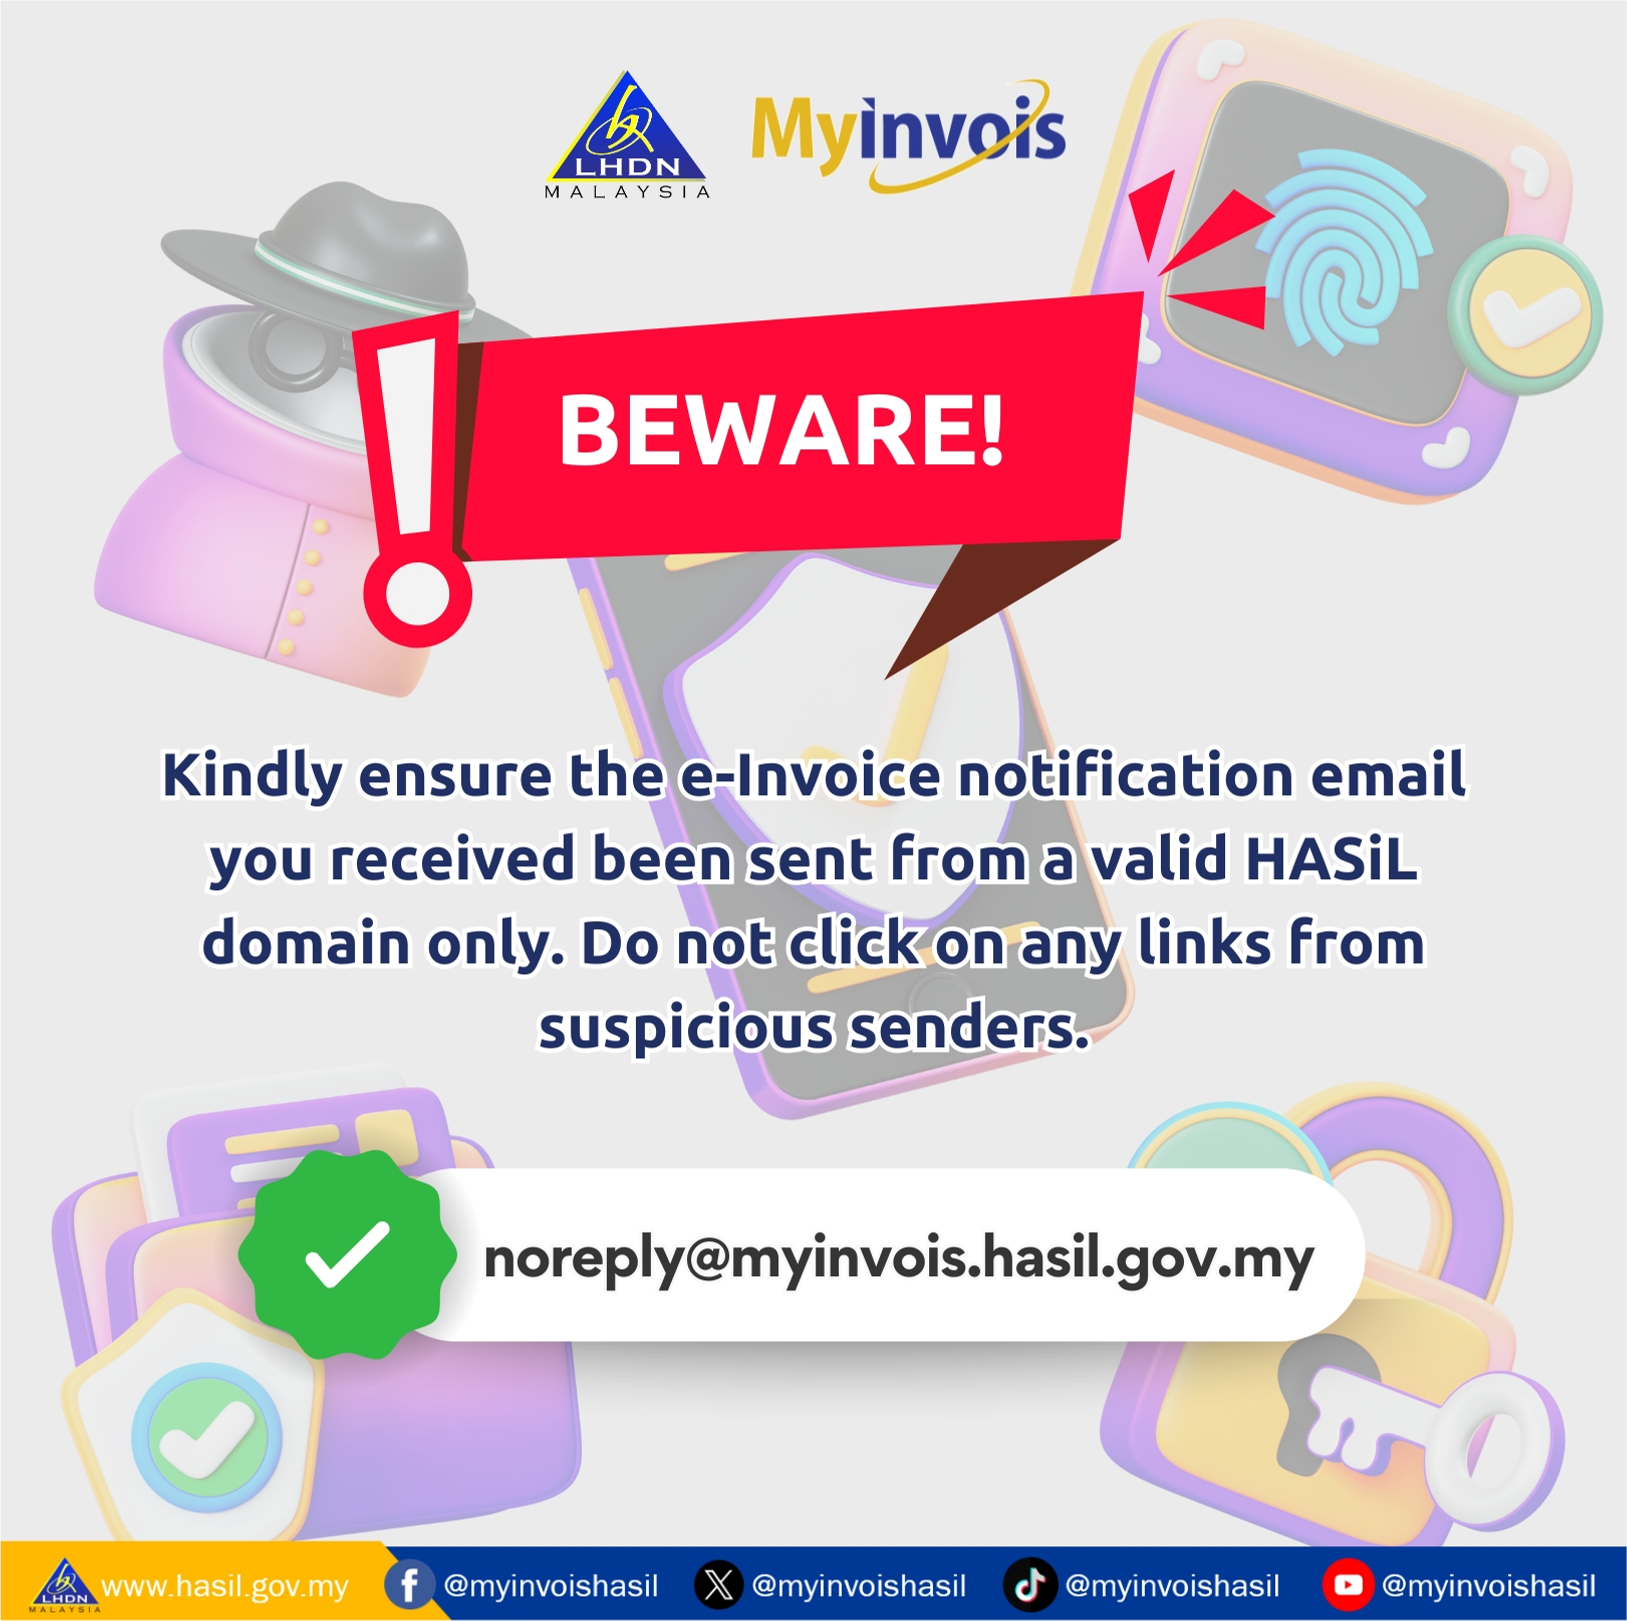 LHDN
MALAYSIA
Myinvois
BEWARE!
Kindly ensure the e-Invoice notification email
you received been sent from a valid HASiL
domain only. Do not click on any links from
suspicious senders.
noreply@myinvois.hasil.gov.my
LHDN
MALAYSIA
www.hasil.gov.my
@myinvoishasil
@myinvoishasil
@myinvoishasil
@myinvoishasil